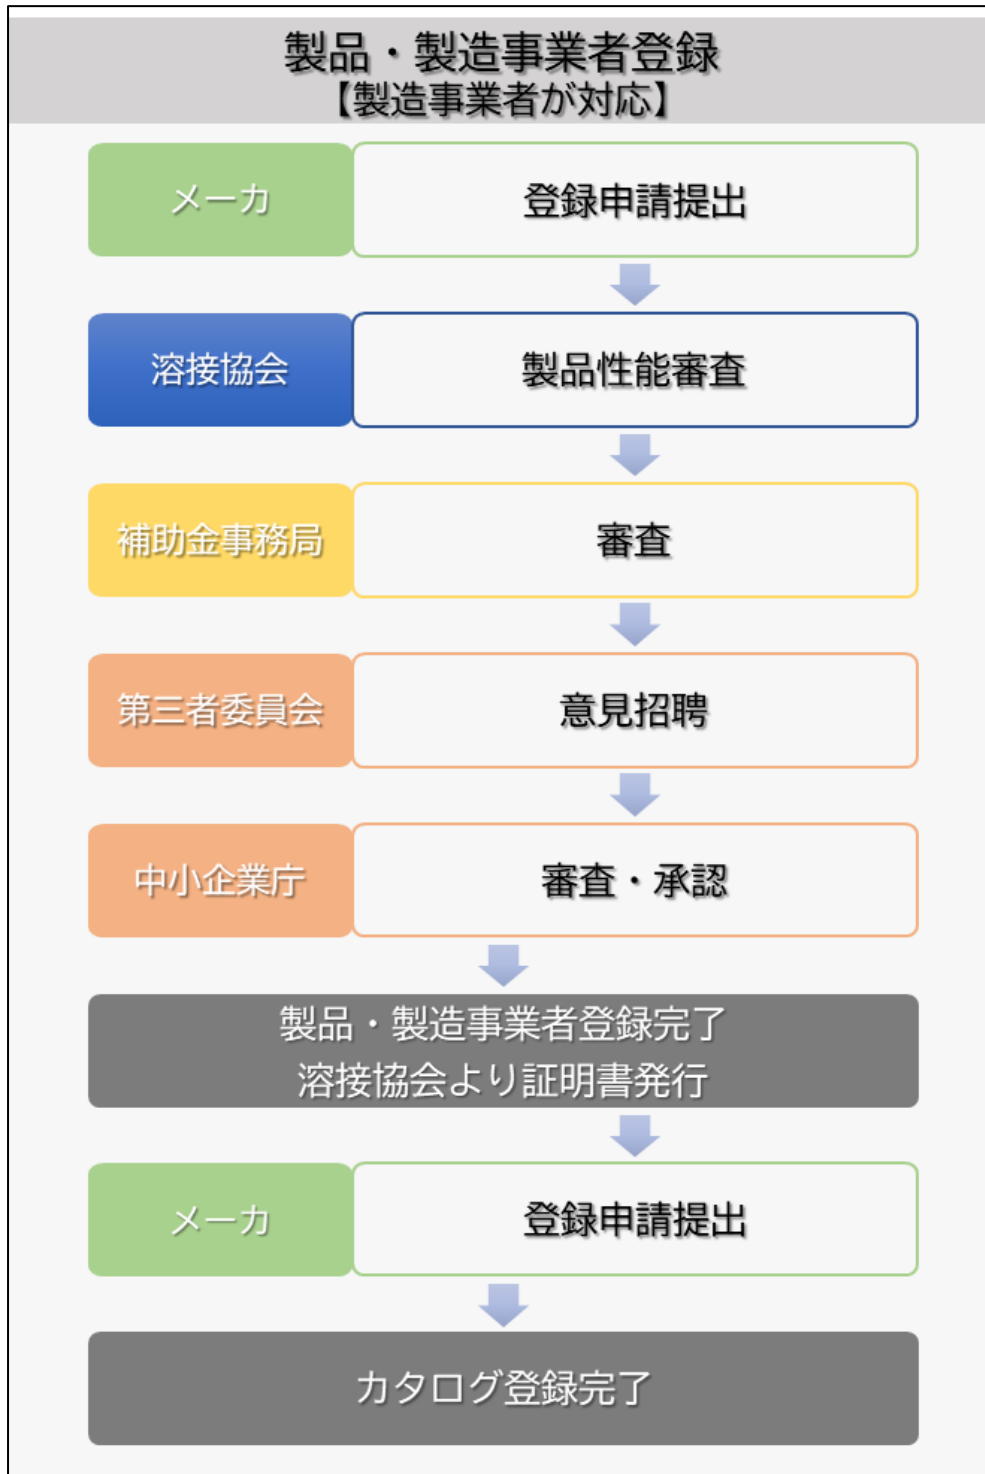 製品・製造事業者登録
【製造事業者が対応】
メーカ
登録申請提出
溶接協会
製品性能審査
補助金事務局
審査
第三者委員会
意見招聘
中小企業庁
審査・承認
製品・製造事業者登録完了
溶接協会より証明書発行
メーカ
登録申請提出
カタログ登録完了